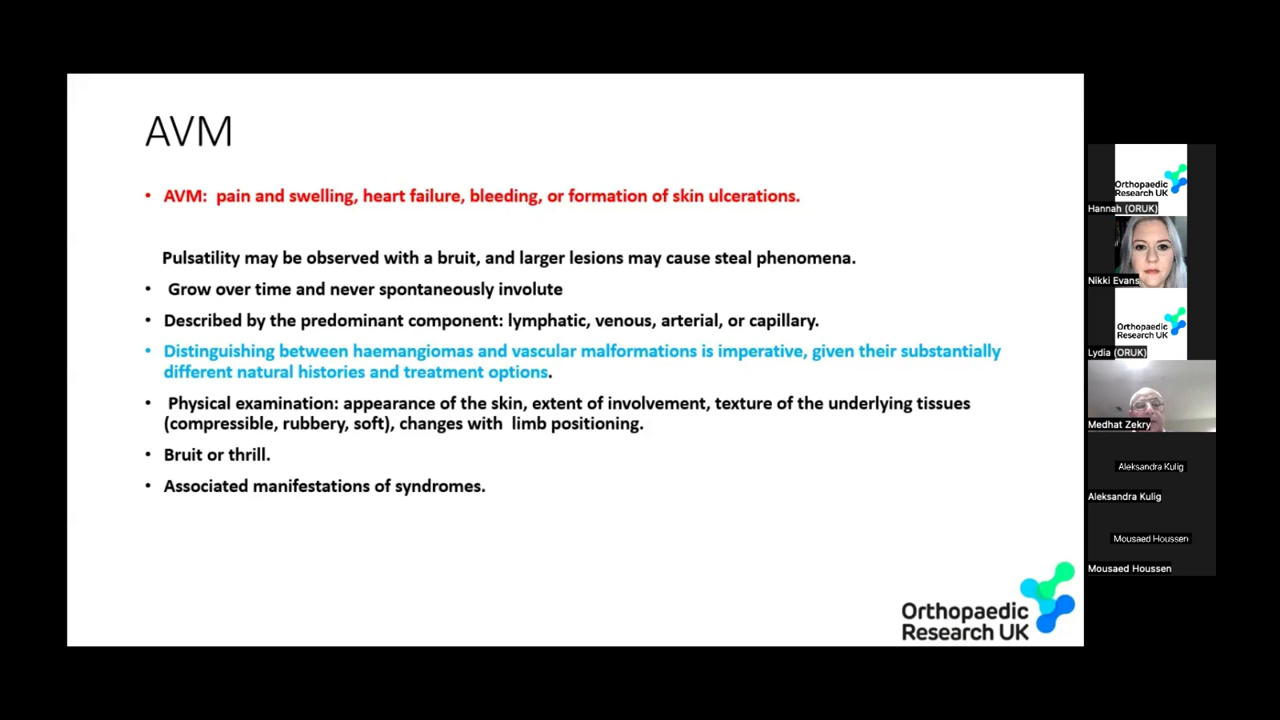 AVM
• AVM: pain and swelling, heart failure, bleeding, or formation of skin ulcerations.
Pulsatility may be observed with a bruit, and larger lesions may cause steal phenomena.
• Grow over time and never spontaneously involute
• Described by the predominant component: lymphatic, venous, arterial, or capillary.
• Distinguishing between haemangiomas and vascular malformations is imperative, given their substantially
different natural histories and treatment options.
• Physical examination: appearance of the skin, extent of involvement, texture of the underlying tissues
(compressible, rubbery, soft), changes with limb positioning.
• Bruit or thrill.
• Associated manifestations of syndromes.
Orthopaedic
Research UK
Orthopaedic
Research UK
Hannah (ORUK)
Nikki Evans
Orthopaedic
Research UK
Lydia (ORUK)
Medhat Zekry
Aleksandra Kulig
Aleksandra Kulig
Mousaed Houssen
Mousaed Houssen